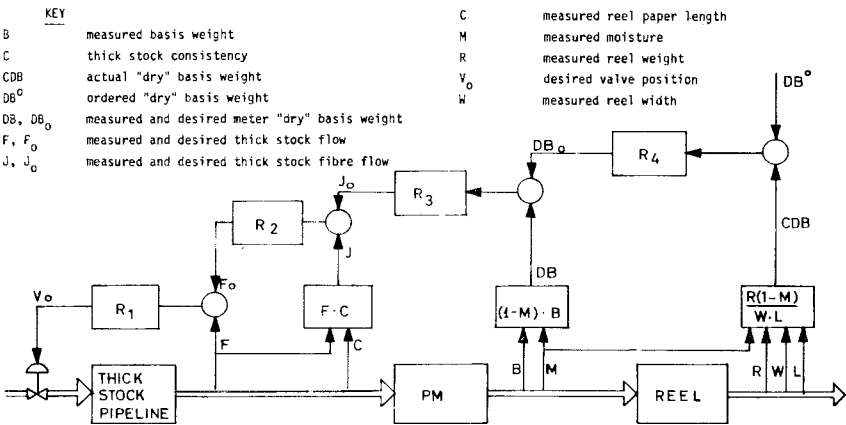 KEY
B measured basis weight
C thick stock consistency
CDB actual "dry" basis weight
DB° ordered "dry" basis weight
DB, DB₀ measured and desired meter "dry" basis weight
F, F₀ measured and desired thick stock flow
J, J₀ measured and desired thick stock fibre flow
C measured reel paper length
M measured moisture
R measured reel weight
V₀ desired valve position
W measured reel width
DB°
R₄
DB₀
R₃
J₀
R₂
CDB
J
DB
F₀
V₀
R₁
F·C
(1-M)·B
R(1-M)
W·L
F
C
B
M
R W L
THICK
STOCK
PIPELINE
PM
REEL